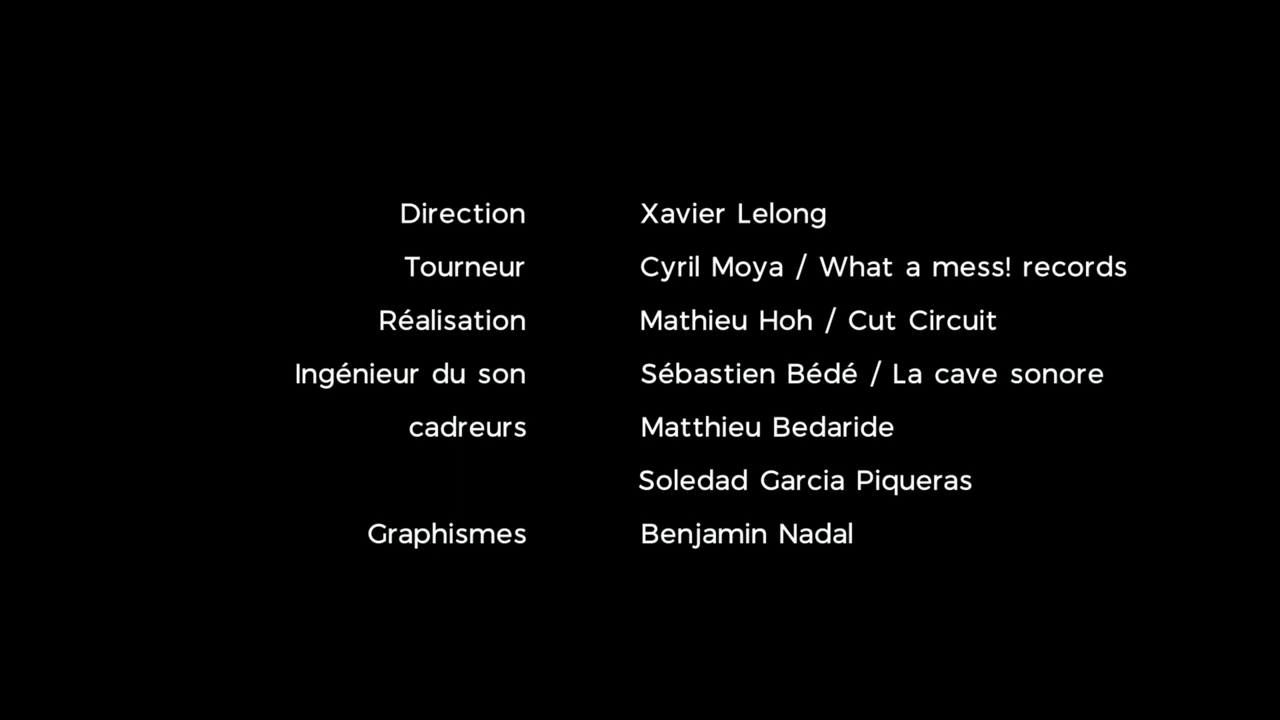 Direction Xavier Lelong
Tourneur Cyril Moya / What a mess! records
Réalisation Mathieu Hoh / Cut Circuit
Ingénieur du son Sébastien Bédé / La cave sonore
cadreurs Matthieu Bedaride
Soledad Garcia Piqueras
Graphismes Benjamin Nadal